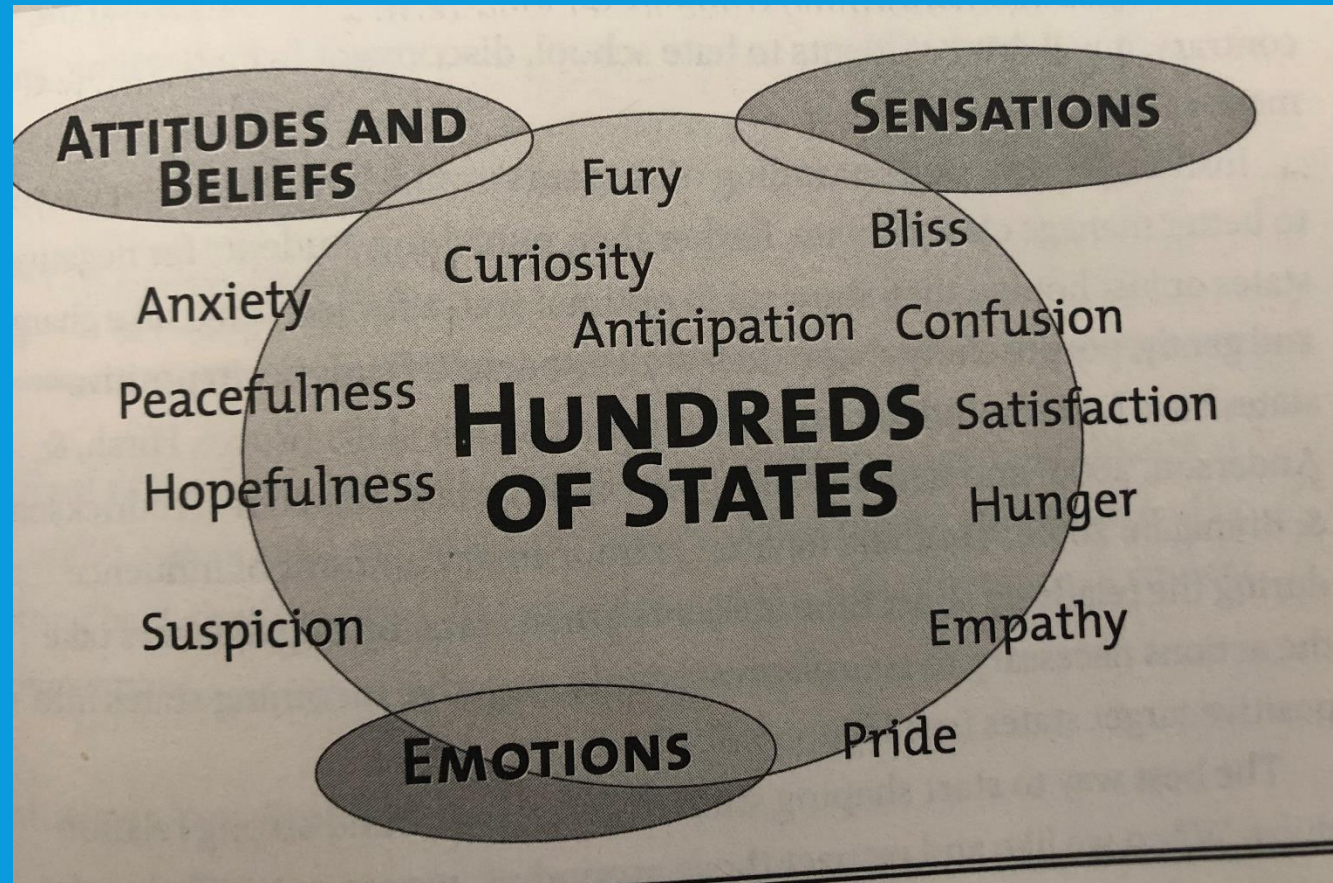 ATTITUDES AND
BELIEFS
SENSATIONS
Fury
Bliss
Curiosity
Anxiety
Anticipation
Confusion
Peacefulness
HUNDREDS
OF STATES
Satisfaction
Hopefulness
Hunger
Suspicion
Empathy
EMOTIONS
Pride